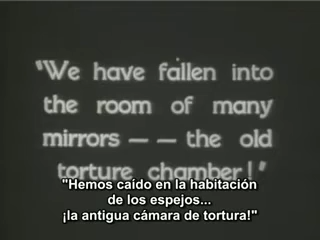 "We have fallen into
the room of many
mirrors -- the old
torture chamber!"
"Hemos caído en la habitación
de los espejos...
¡la antigua cámara de tortura!"